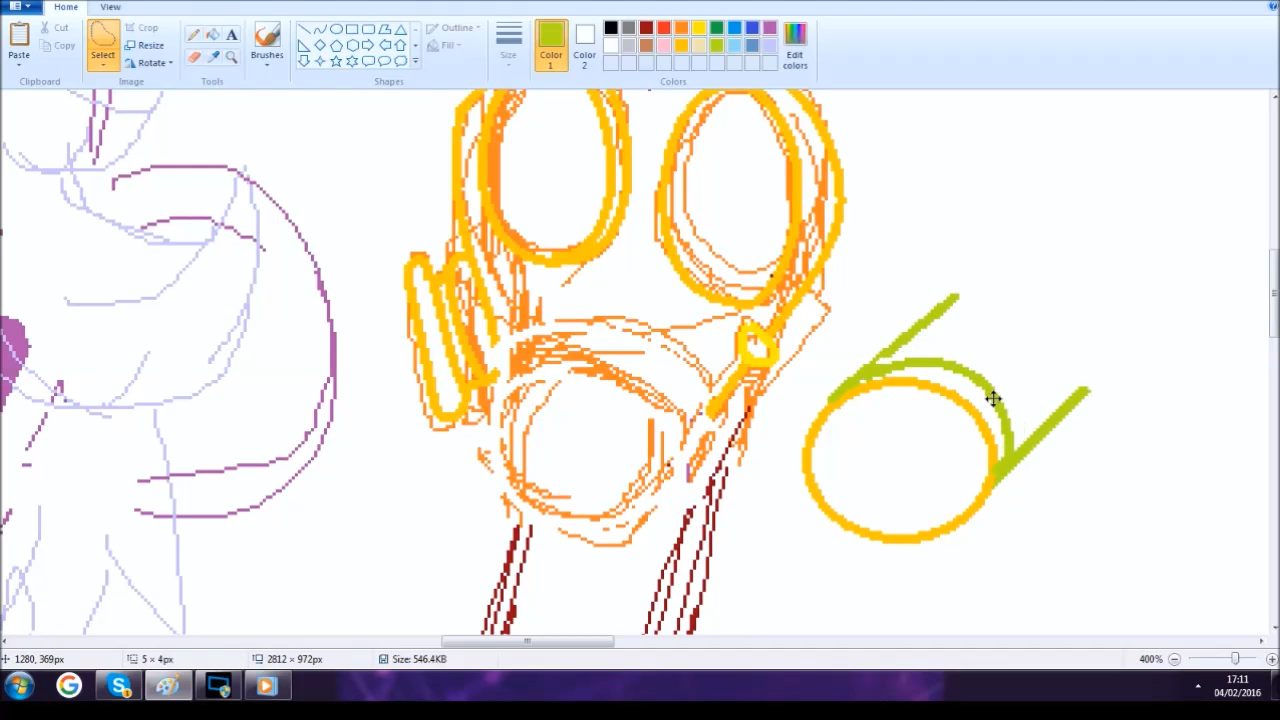 Home View
Paste
Cut
Copy
Clipboard
Select
Crop
Resize
Rotate
Image
A
Tools
Brushes
Outline
Fill
Shapes
Size
Color 1
Color 2
Edit colors
Colors
1280, 369px
5 × 4px
2812 × 972px
Size: 546.4KB
400%
17:11
04/02/2016